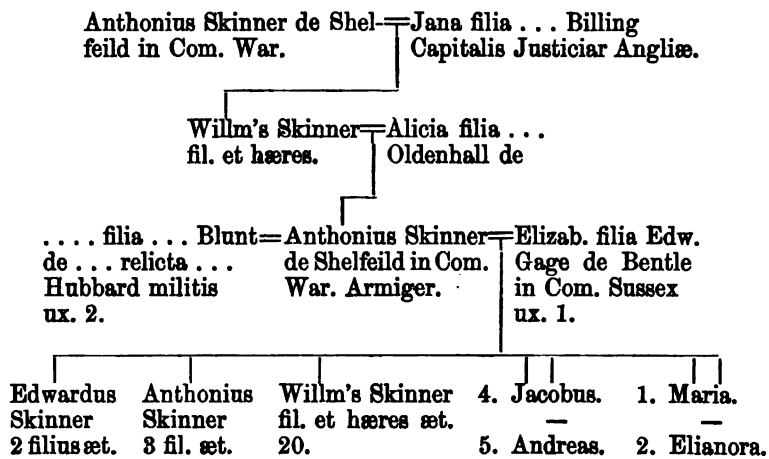 Anthonius Skinner de Shel-
feild in Com. War.
Jana filia . . . Billing
Capitalis Justiciar Angliæ.
Willm's Skinner
fil. et hæres.
Alicia filia . . .
Oldenhall de
. . . . filia . . . Blunt
de . . . relicta . . .
Hubbard militis
ux. 2.
Anthonius Skinner
de Shelfeild in Com.
War. Armiger.
Elizab. filia Edw.
Gage de Bentle
in Com. Sussex
ux. 1.
Edwardus
Skinner
2 filius æt.
Anthonius
Skinner
3 fil. æt.
Willm's Skinner
fil. et hæres æt.
20.
4. Jacobus.
—
5. Andreas.
1. Maria.
—
2. Elianora.